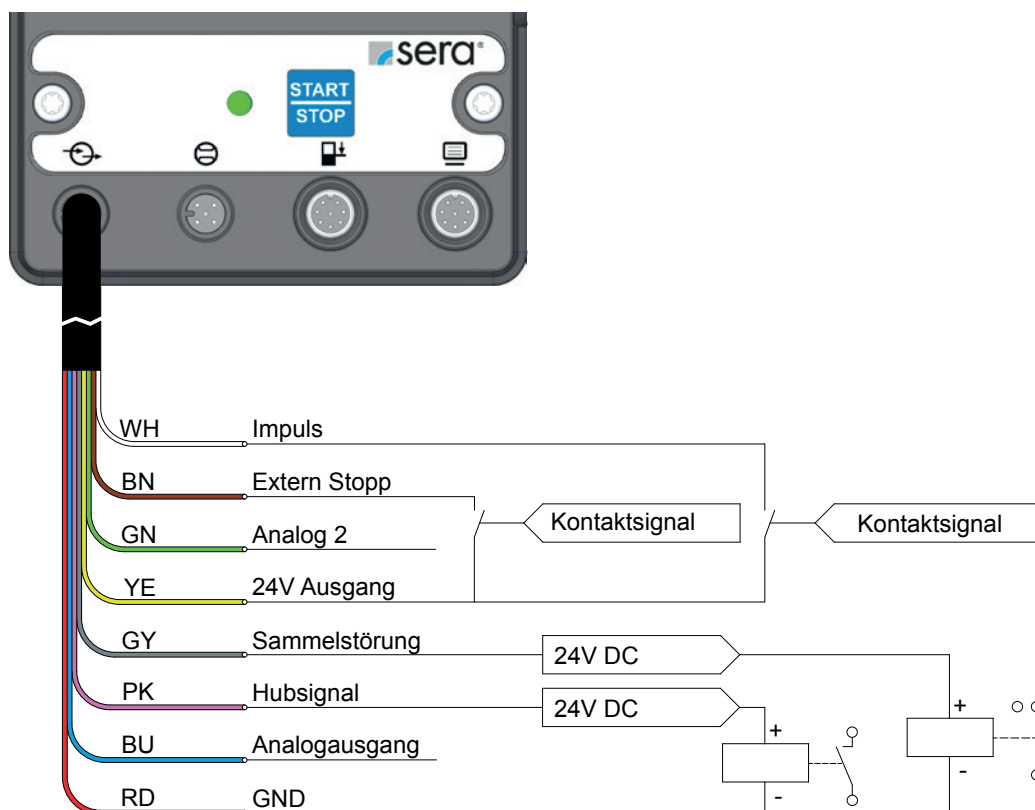 sera®
START
STOP
WH Impuls
BN Extern Stopp
Kontaktsignal Kontaktsignal
GN Analog 2
YE 24V Ausgang
GY Sammelstörung 24V DC
PK Hubsignal 24V DC
+ +
BU Analogausgang
- -
RD GND